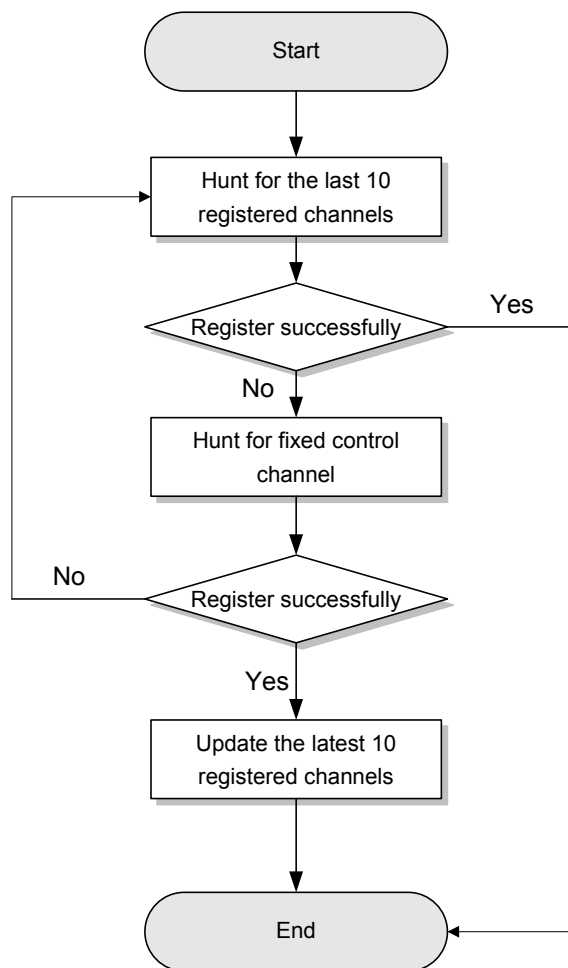 Start
Hunt for the last 10
registered channels
Register successfully
Yes
No
Hunt for fixed control
channel
No
Register successfully
Yes
Update the latest 10
registered channels
End